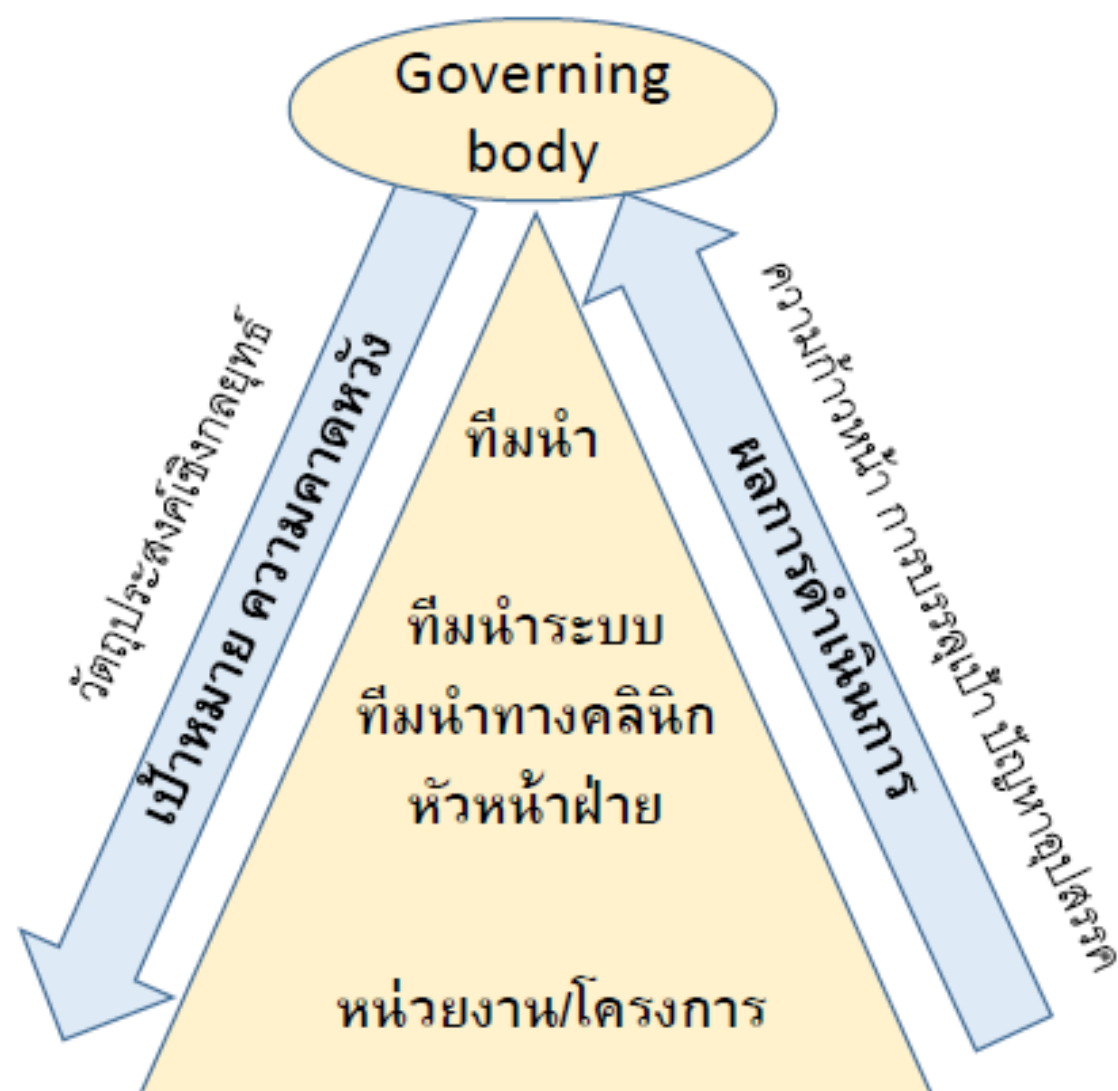 Governing
body
วัตถุประสงค์เชิงกลยุทธ์
เป้าหมาย ความคาดหวัง
ทีมนำ
ทีมนำระบบ
ทีมนำทางคลินิก
หัวหน้าฝ่าย
หน่วยงาน/โครงการ
ผลการดำเนินการ
ความก้าวหน้า การบรรลุเป้า ปัญหาอุปสรรค